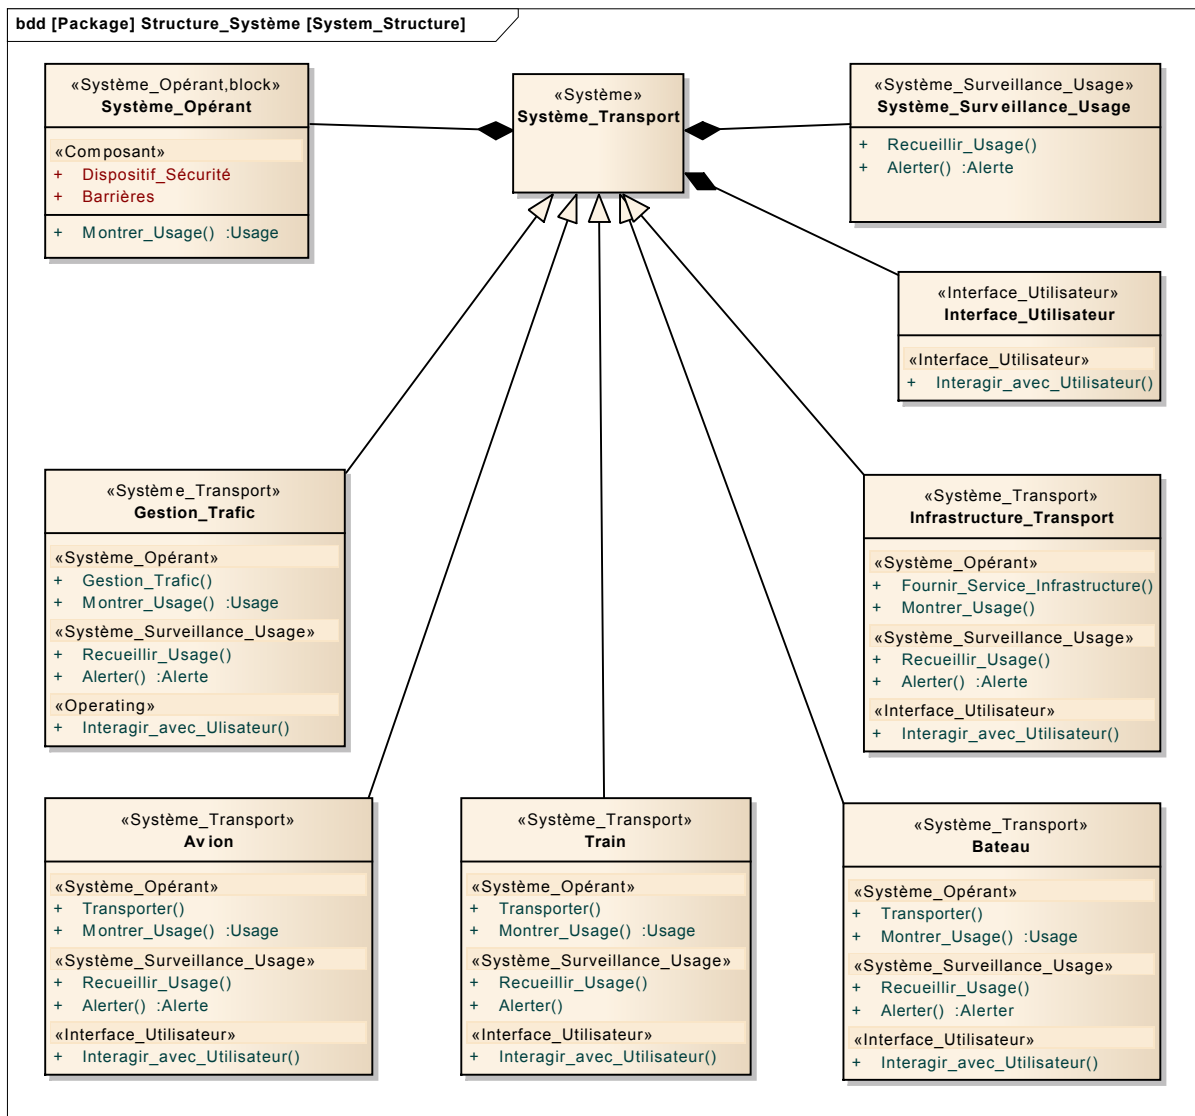 bdd [Package] Structure_Système [System_Structure]
«Système_Opérant,block»
Système_Opérant
«Composant»
+ Dispositif_Sécurité
+ Barrières
+ Montrer_Usage() :Usage
«Système»
Système_Transport
«Système_Surveillance_Usage»
Système_Surveillance_Usage
+ Recueillir_Usage()
+ Alerter() :Alerte
«Interface_Utilisateur»
Interface_Utilisateur
«Interface_Utilisateur»
+ Interagir_avec_Utilisateur()
«Système_Transport»
Gestion_Trafic
«Système_Opérant»
+ Gestion_Trafic()
+ Montrer_Usage() :Usage
«Système_Surveillance_Usage»
+ Recueillir_Usage()
+ Alerter() :Alerte
«Operating»
+ Interagir_avec_Ulisateur()
«Système_Transport»
Infrastructure_Transport
«Système_Opérant»
+ Fournir_Service_Infrastructure()
+ Montrer_Usage()
«Système_Surveillance_Usage»
+ Recueillir_Usage()
+ Alerter() :Alerte
«Interface_Utilisateur»
+ Interagir_avec_Utilisateur()
«Système_Transport»
Avion
«Système_Opérant»
+ Transporter()
+ Montrer_Usage() :Usage
«Système_Surveillance_Usage»
+ Recueillir_Usage()
+ Alerter() :Alerte
«Interface_Utilisateur»
+ Interagir_avec_Utilisateur()
«Système_Transport»
Train
«Système_Opérant»
+ Transporter()
+ Montrer_Usage() :Usage
«Système_Surveillance_Usage»
+ Recueillir_Usage()
+ Alerter()
«Interface_Utilisateur»
+ Interagir_avec_Utilisateur()
«Système_Transport»
Bateau
«Système_Opérant»
+ Transporter()
+ Montrer_Usage() :Usage
«Système_Surveillance_Usage»
+ Recueillir_Usage()
+ Alerter() :Alerter
«Interface_Utilisateur»
+ Interagir_avec_Utilisateur()